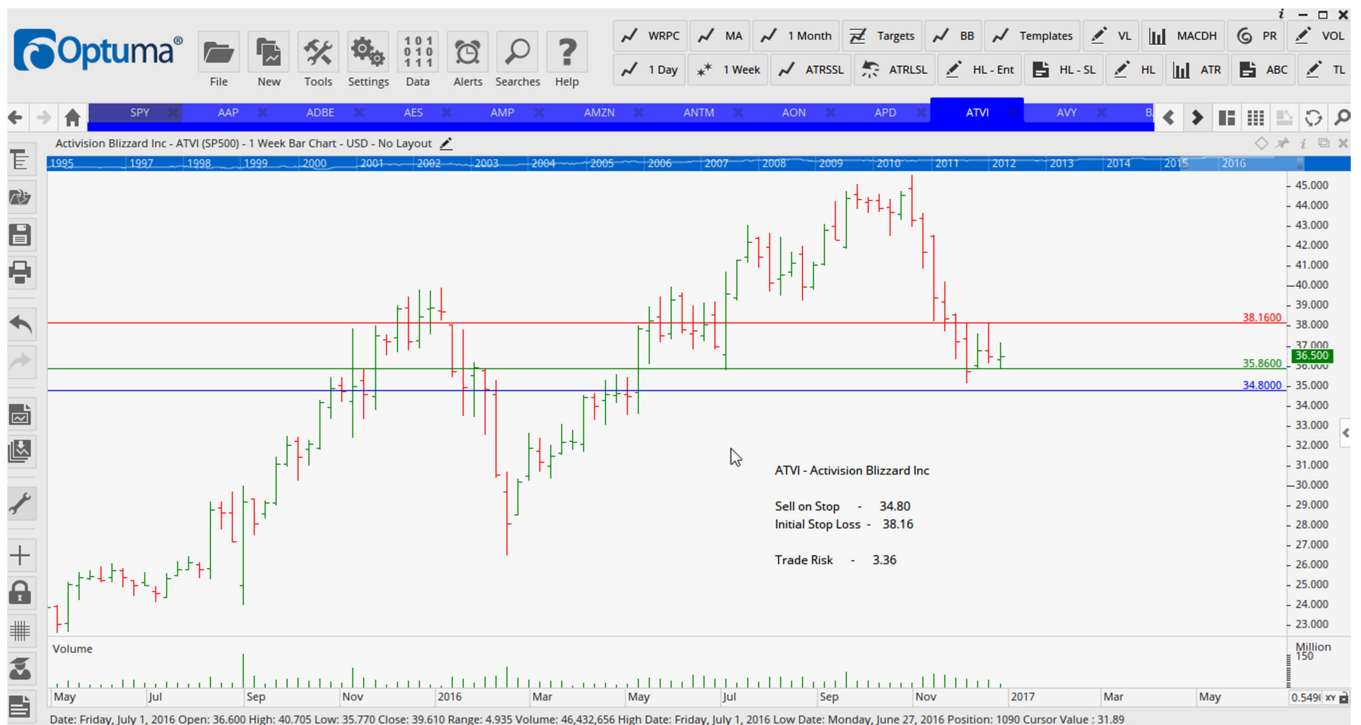 i
Optuma®
WRPC MA 1 Month Targets BB Templates VL MACDH PR VOL
1 Day 1 Week ATRSSL ATRLSL HL - Ent HL - SL HL ATR ABC TL
101
010
111
File New Tools Settings Data Alerts Searches Help
SPY AAP ADBE AES AMP AMZN ANTM AON APD ATVI AVY B
Activision Blizzard Inc - ATVI (SP500) - 1 Week Bar Chart - USD - No Layout
1995 1997 1998 1999 2000 2001 2002 2003 2004 2005 2006 2007 2008 2009 2010 2011 2012 2013 2014 2015 2016
45.000
44.000
43.000
42.000
41.000
40.000
39.000
38.1600
38.000
37.000
36.500
36.000
35.8600
35.000
34.8000
34.000
33.000
32.000
31.000
30.000
29.000
28.000
27.000
26.000
25.000
24.000
23.000
ATVI - Activision Blizzard Inc
Sell on Stop - 34.80
Initial Stop Loss - 38.16
Trade Risk - 3.36
Volume
Million
150
May Jul Sep Nov 2016 Mar May Jul Sep Nov 2017 Mar May
XY
Date: Friday, July 1, 2016 Open: 36.600 High: 40.705 Low: 35.770 Close: 39.610 Range: 4.935 Volume: 46,432,656 High Date: Friday, July 1, 2016 Low Date: Monday, June 27, 2016 Position: 1090 Cursor Value : 31.89